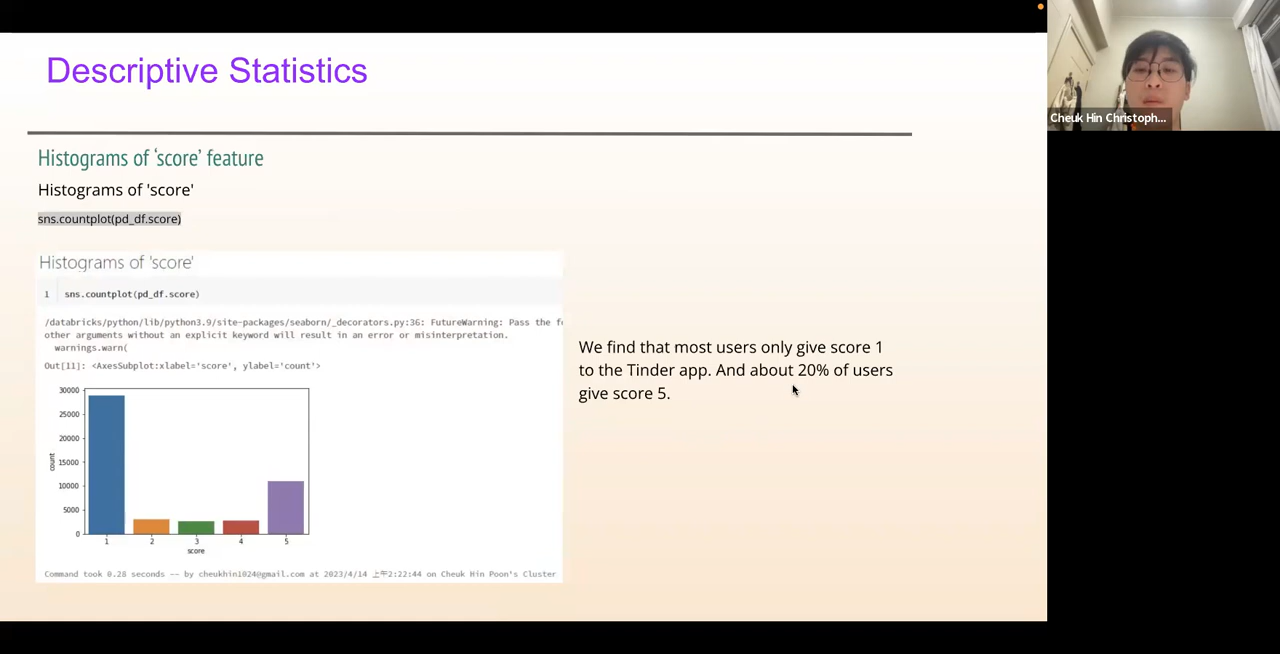 Descriptive Statistics
Cheuk Hin Christoph...
Histograms of ‘score’ feature
Histograms of 'score'
sns.countplot(pd_df.score)
Histograms of 'score'
1 sns.countplot(pd_df.score)
/databricks/python/lib/python3.9/site-packages/seaborn/_decorators.py:36: FutureWarning: Pass the
other arguments without an explicit keyword will result in an error or misinterpretation.
warnings.warn(
Out[11]: <AxesSubplot:xlabel='score', ylabel='count'>
We find that most users only give score 1
to the Tinder app. And about 20% of users
give score 5.
30000
25000
20000
15000
10000
5000
0
count
1 2 3 4 5
score
Command took 0.28 seconds -- by cheukhin1024@gmail.com at 2023/4/14 上午2:22:44 on Cheuk Hin Poon's Cluster